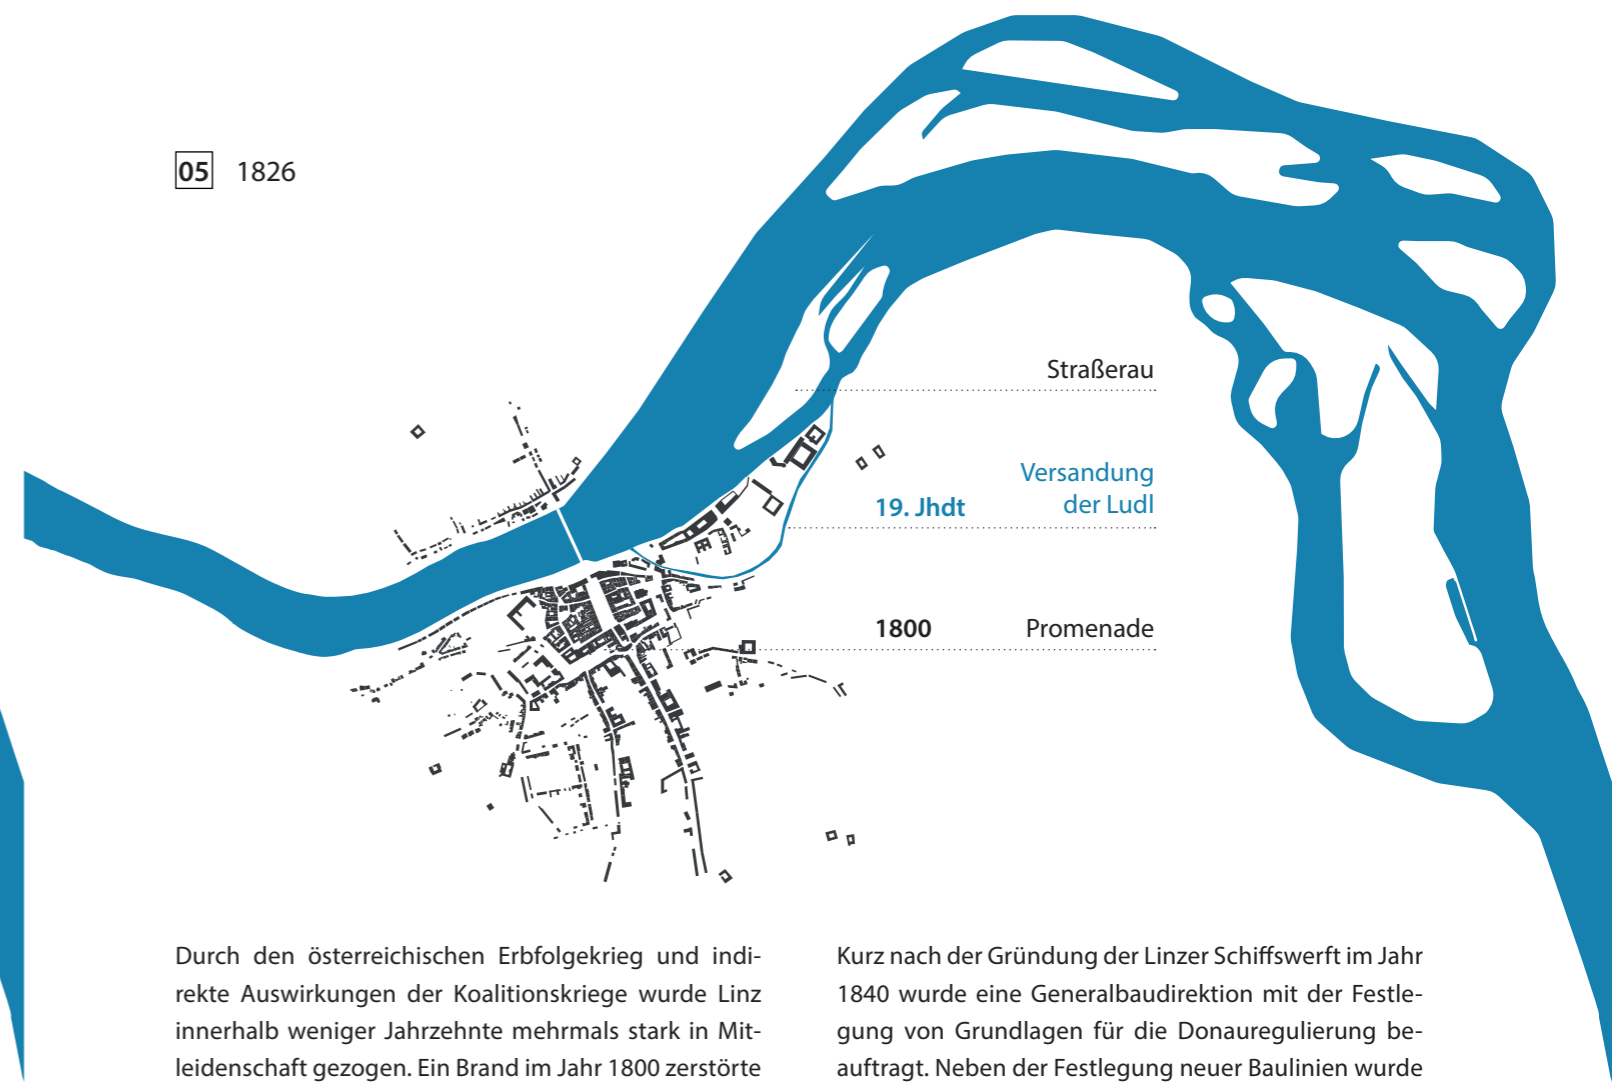 05 1826
Straßerau
Versandung
19. Jhdt der Ludl
1800 Promenade
Durch den österreichischen Erbfolgekrieg und indi-
rekte Auswirkungen der Koalitionskriege wurde Linz
innerhalb weniger Jahrzehnte mehrmals stark in Mit-
leidenschaft gezogen. Ein Brand im Jahr 1800 zerstörte
Kurz nach der Gründung der Linzer Schiffswerft im Jahr
1840 wurde eine Generalbaudirektion mit der Festle-
gung von Grundlagen für die Donauregulierung be-
auftragt. Neben der Festlegung neuer Baulinien wurde